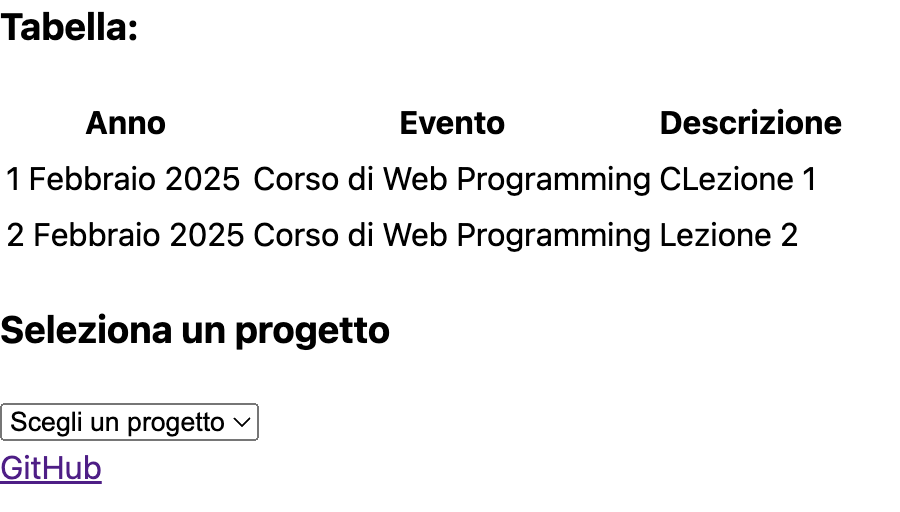 Tabella:
Anno Evento Descrizione
1 Febbraio 2025 Corso di Web Programming CLezione 1
2 Febbraio 2025 Corso di Web Programming Lezione 2
Seleziona un progetto
Scegli un progetto
GitHub